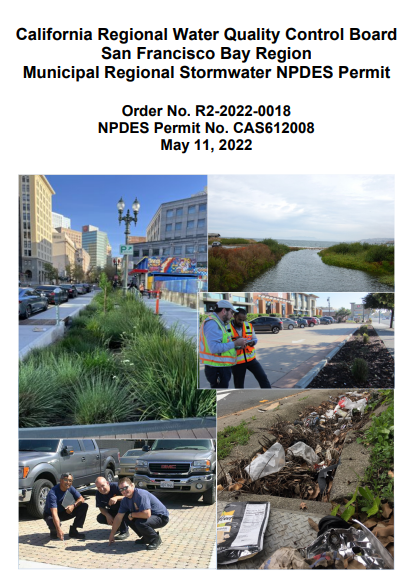 California Regional Water Quality Control Board
San Francisco Bay Region
Municipal Regional Stormwater NPDES Permit
Order No. R2-2022-0018
NPDES Permit No. CAS612008
May 11, 2022
GMC